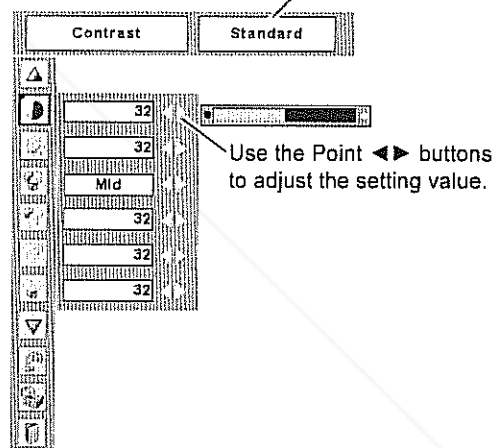 Contrast Standard
32
32
Mid
32
32
32
Use the Point ◀▶ buttons
to adjust the setting value.